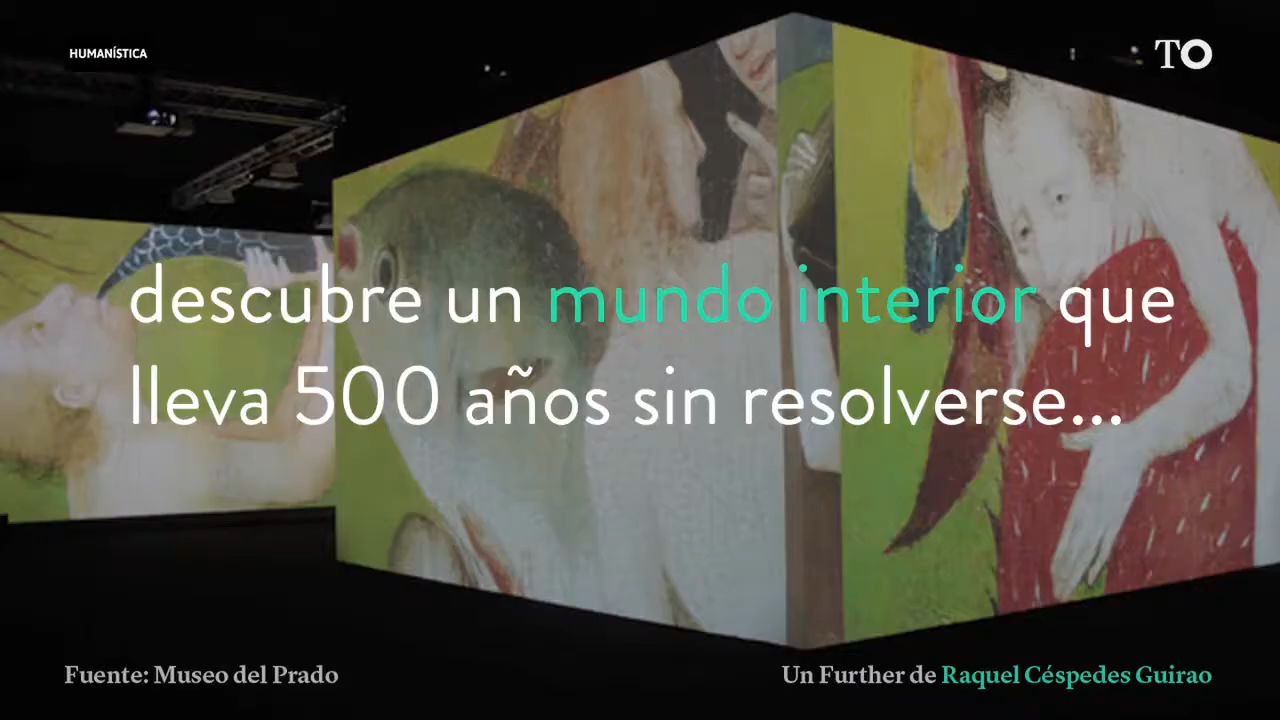 HUMANÍSTICA
TO
descubre un mundo interior que
lleva 500 años sin resolverse...
Fuente: Museo del Prado
Un Further de Raquel Céspedes Guirao